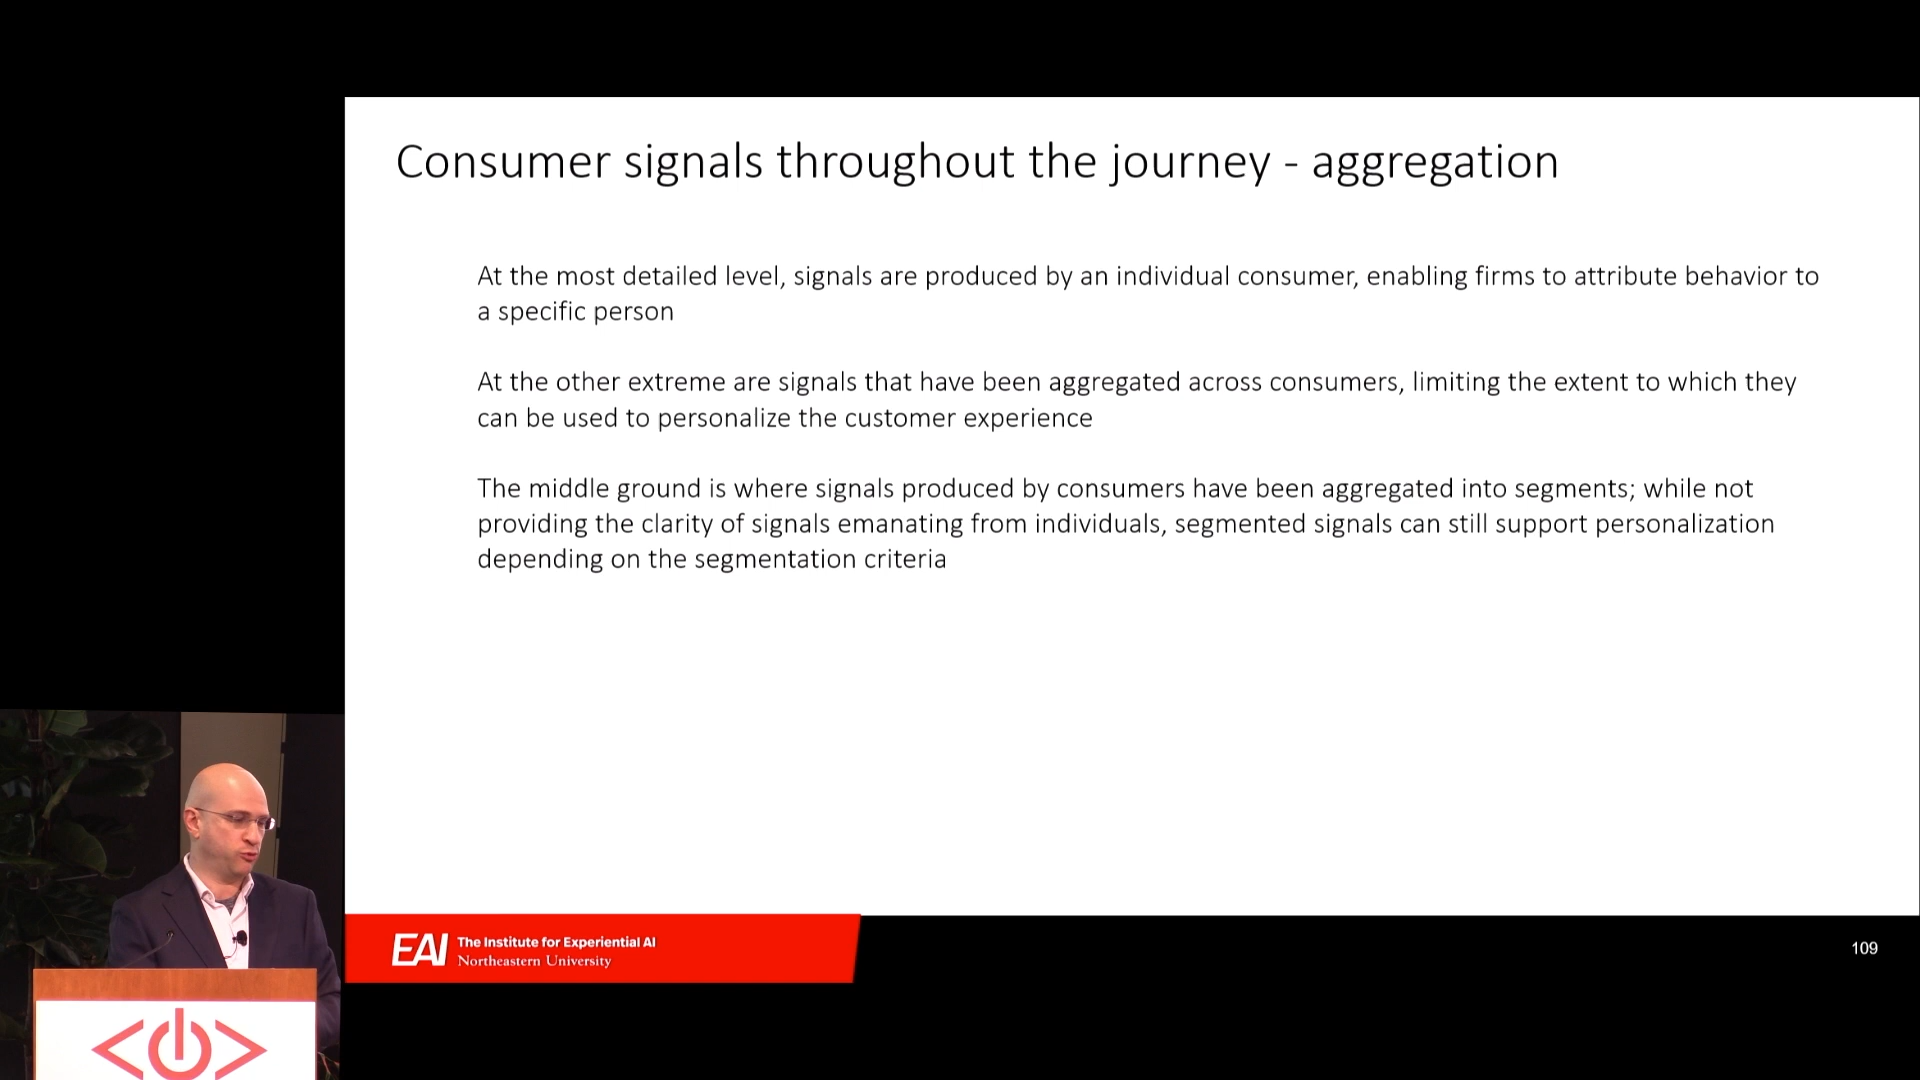 Consumer signals throughout the journey - aggregation
At the most detailed level, signals are produced by an individual consumer, enabling firms to attribute behavior to
a specific person
At the other extreme are signals that have been aggregated across consumers, limiting the extent to which they
can be used to personalize the customer experience
The middle ground is where signals produced by consumers have been aggregated into segments; while not
providing the clarity of signals emanating from individuals, segmented signals can still support personalization
depending on the segmentation criteria
EAI The Institute for Experiential AI
Northeastern University
109